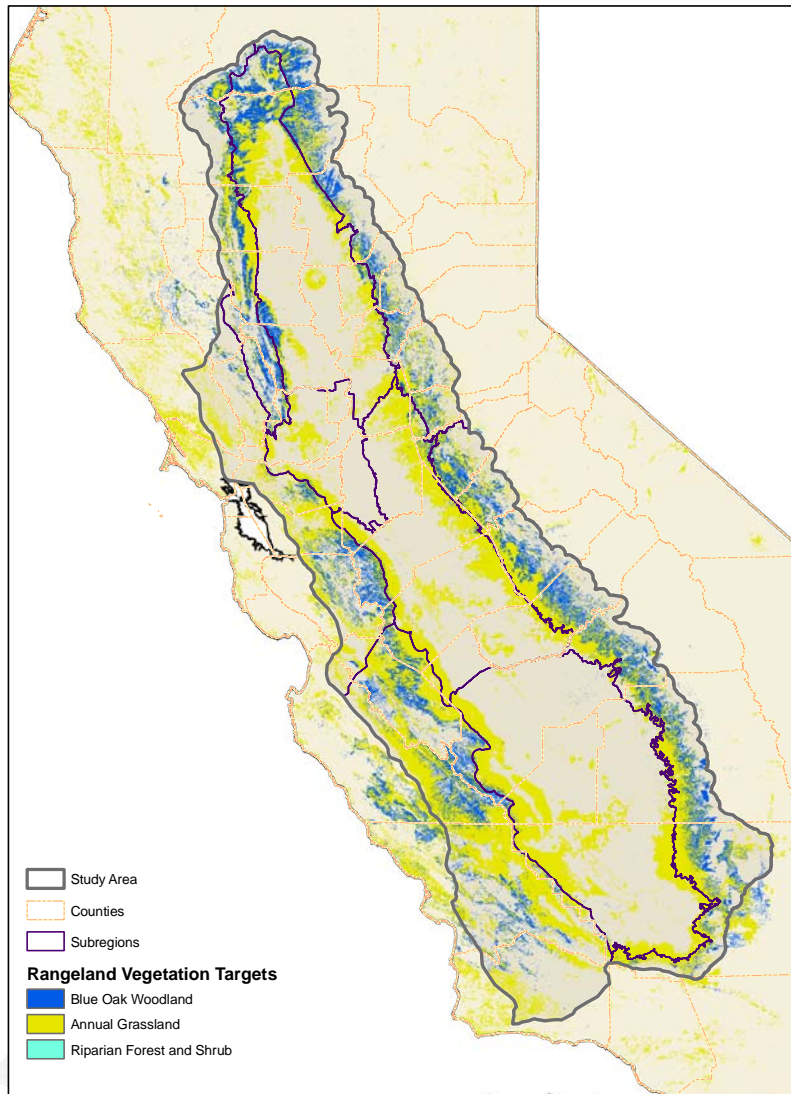 Study Area
Counties
Subregions
Rangeland Vegetation Targets
Blue Oak Woodland
Annual Grassland
Riparian Forest and Shrub